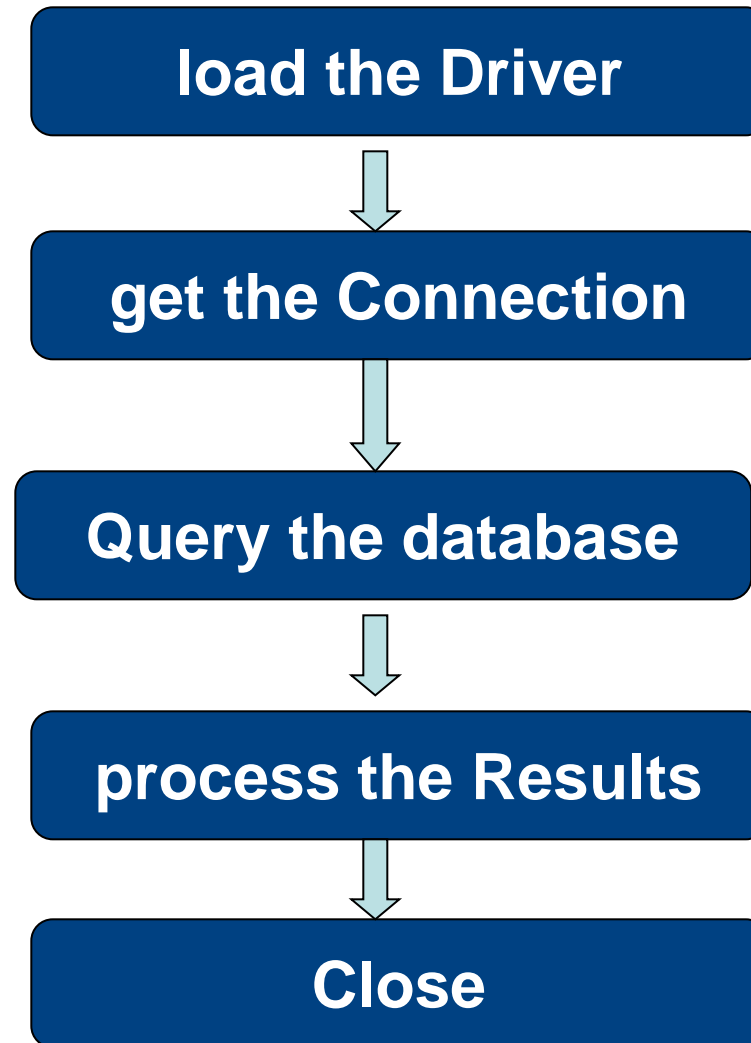 load the Driver
get the Connection
Query the database
process the Results
Close